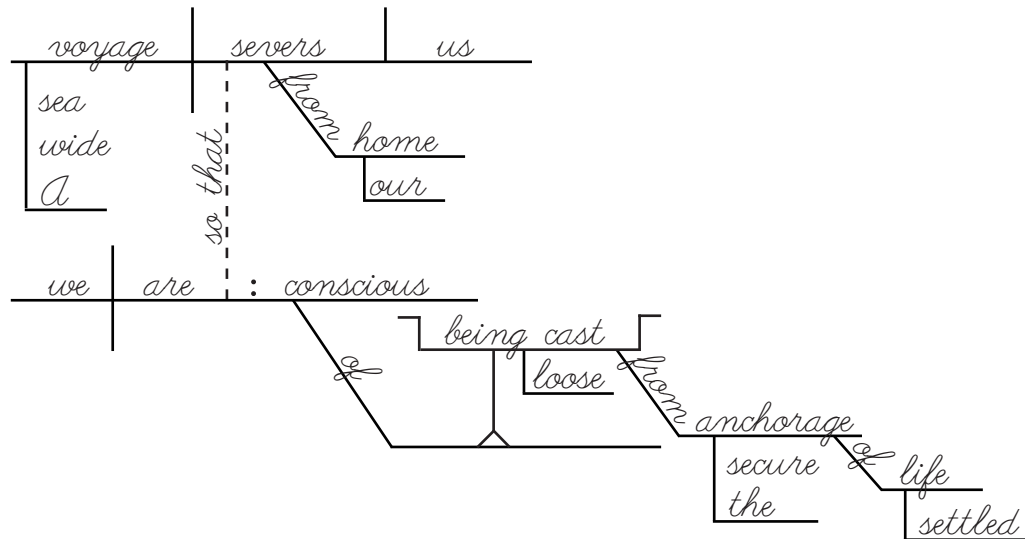 voyage severs us
sea
from
wide
home
A
our
so that
we are : conscious
being cast
of
loose
from
anchorage
secure
of
life
the
settled